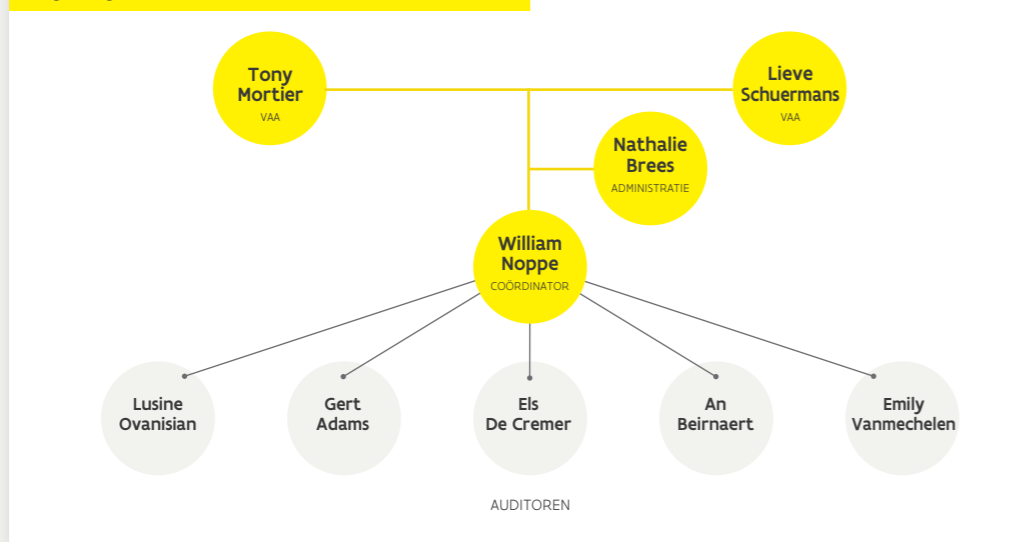 Tony
Mortier
VAA
Lieve
Schuermans
VAA
Nathalie
Brees
ADMINISTRATIE
William
Noppe
COÖRDINATOR
Lusine
Ovanisian
Gert
Adams
Els
De Cremer
An
Beirnaert
Emily
Vanmechelen
AUDITOREN